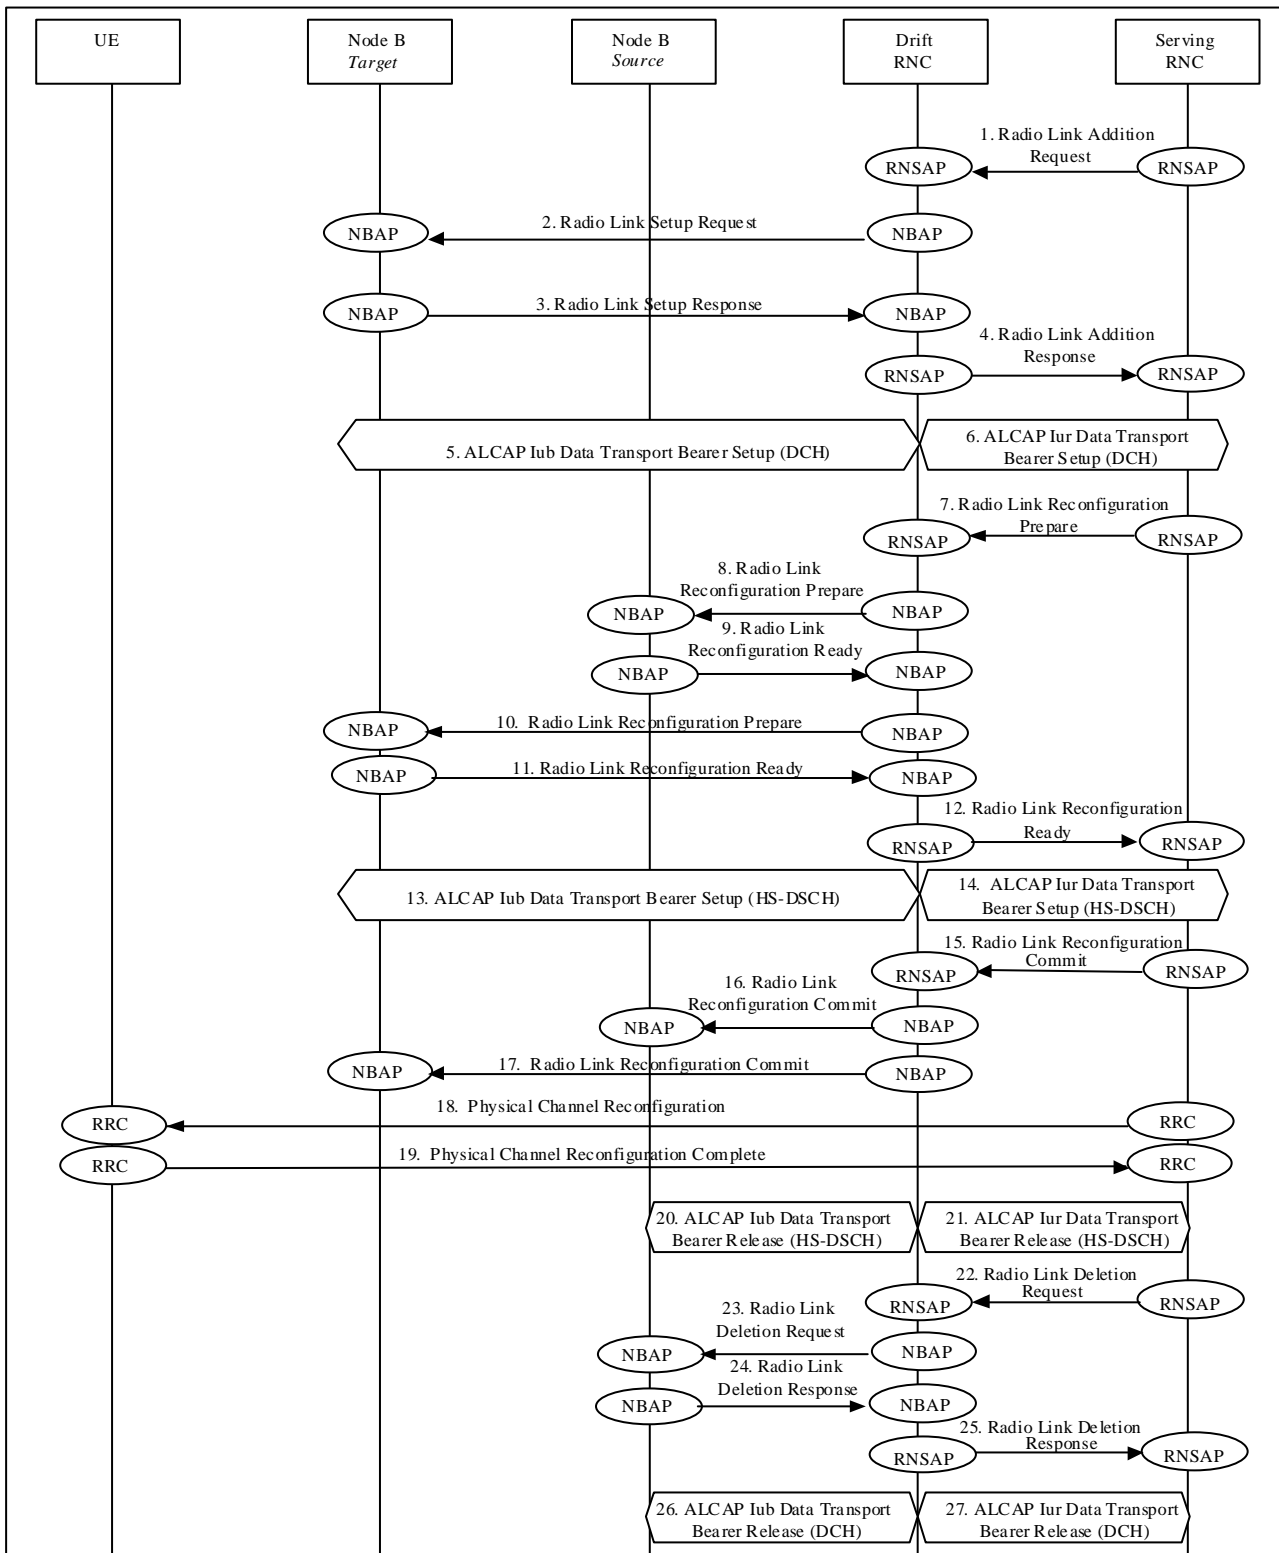 UE
Node B
Target
Node B
Source
Drift
RNC
Serving
RNC
1. Radio Link Addition
Request
RNSAP
RNSAP
2. Radio Link Setup Request
NBAP
NBAP
3. Radio Link Setup Response
NBAP
NBAP
4. Radio Link Addition
Response
RNSAP
RNSAP
5. ALCAP Iub Data Transport Bearer Setup (DCH)
6. ALCAP Iur Data Transport
Bearer Setup (DCH)
7. Radio Link Reconfiguration
Prepare
RNSAP
RNSAP
8. Radio Link
Reconfiguration Prepare
NBAP
NBAP
9. Radio Link
Reconfiguration Ready
NBAP
NBAP
10. Radio Link Reconfiguration Prepare
NBAP
NBAP
11. Radio Link Reconfiguration Ready
NBAP
NBAP
12. Radio Link Reconfiguration
Ready
RNSAP
RNSAP
13. ALCAP Iub Data Transport Bearer Setup (HS-DSCH)
14. ALCAP Iur Data Transport
Bearer Setup (HS-DSCH)
15. Radio Link Reconfiguration
Commit
RNSAP
RNSAP
16. Radio Link
Reconfiguration Commit
NBAP
NBAP
17. Radio Link Reconfiguration Commit
NBAP
NBAP
18. Physical Channel Reconfiguration
RRC
RRC
19. Physical Channel Reconfiguration Complete
RRC
RRC
20. ALCAP Iub Data Transport
Bearer Release (HS-DSCH)
21. ALCAP Iur Data Transport
Bearer Release (HS-DSCH)
22. Radio Link Deletion
Request
RNSAP
RNSAP
23. Radio Link
Deletion Request
NBAP
NBAP
24. Radio Link
Deletion Response
NBAP
NBAP
25. Radio Link Deletion
Response
RNSAP
RNSAP
26. ALCAP Iub Data Transport
Bearer Release (DCH)
27. ALCAP Iur Data Transport
Bearer Release (DCH)